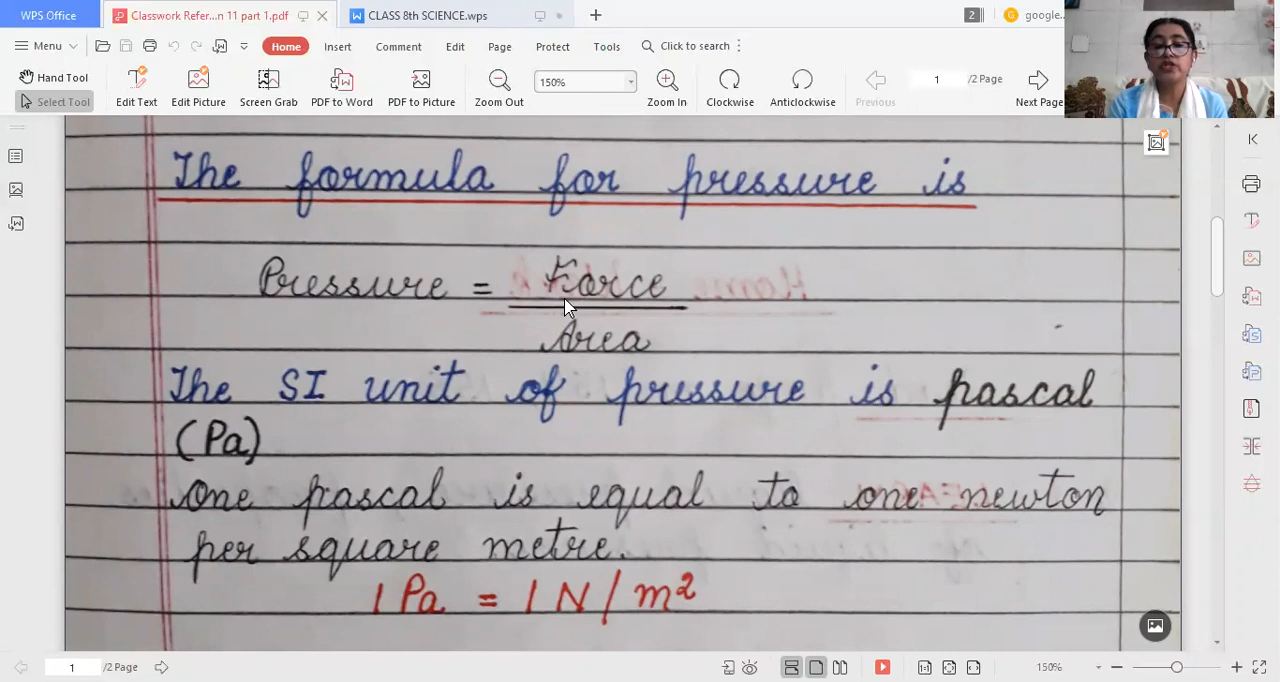 WPS Office
Classwork Refer...n 11 part 1.pdf
CLASS 8th SCIENCE.wps
2
google...
Menu
Home
Insert
Comment
Edit
Page
Protect
Tools
Click to search
Hand Tool
Select Tool
Edit Text
Edit Picture
Screen Grab
PDF to Word
PDF to Picture
Zoom Out
150%
Zoom In
Clockwise
Anticlockwise
Previous
1
/2 Page
Next Page
The formula for pressure is
Pressure = Force
Area
The SI unit of pressure is pascal
(Pa)
One pascal is equal to one newton
per square metre.
1 Pa = 1 N/m²
1
/2 Page
150%